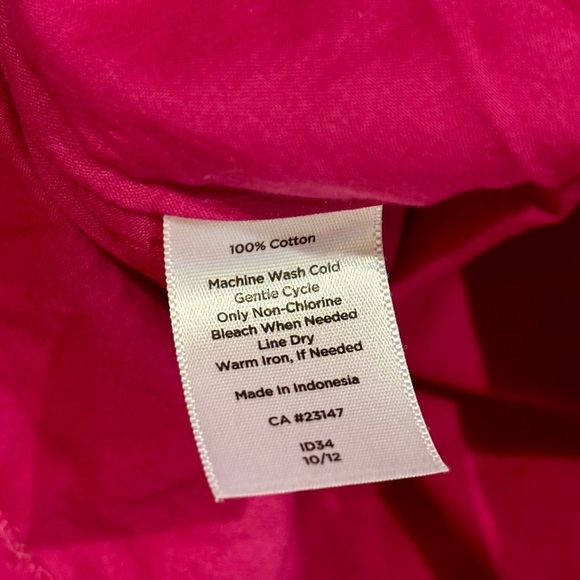 100% Cotton
Machine Wash Cold
Gentle Cycle
Only Non-Chlorine
Bleach When Needed
Line Dry
Warm Iron, If Needed
Made In Indonesia
CA #23147
ID34
10/12